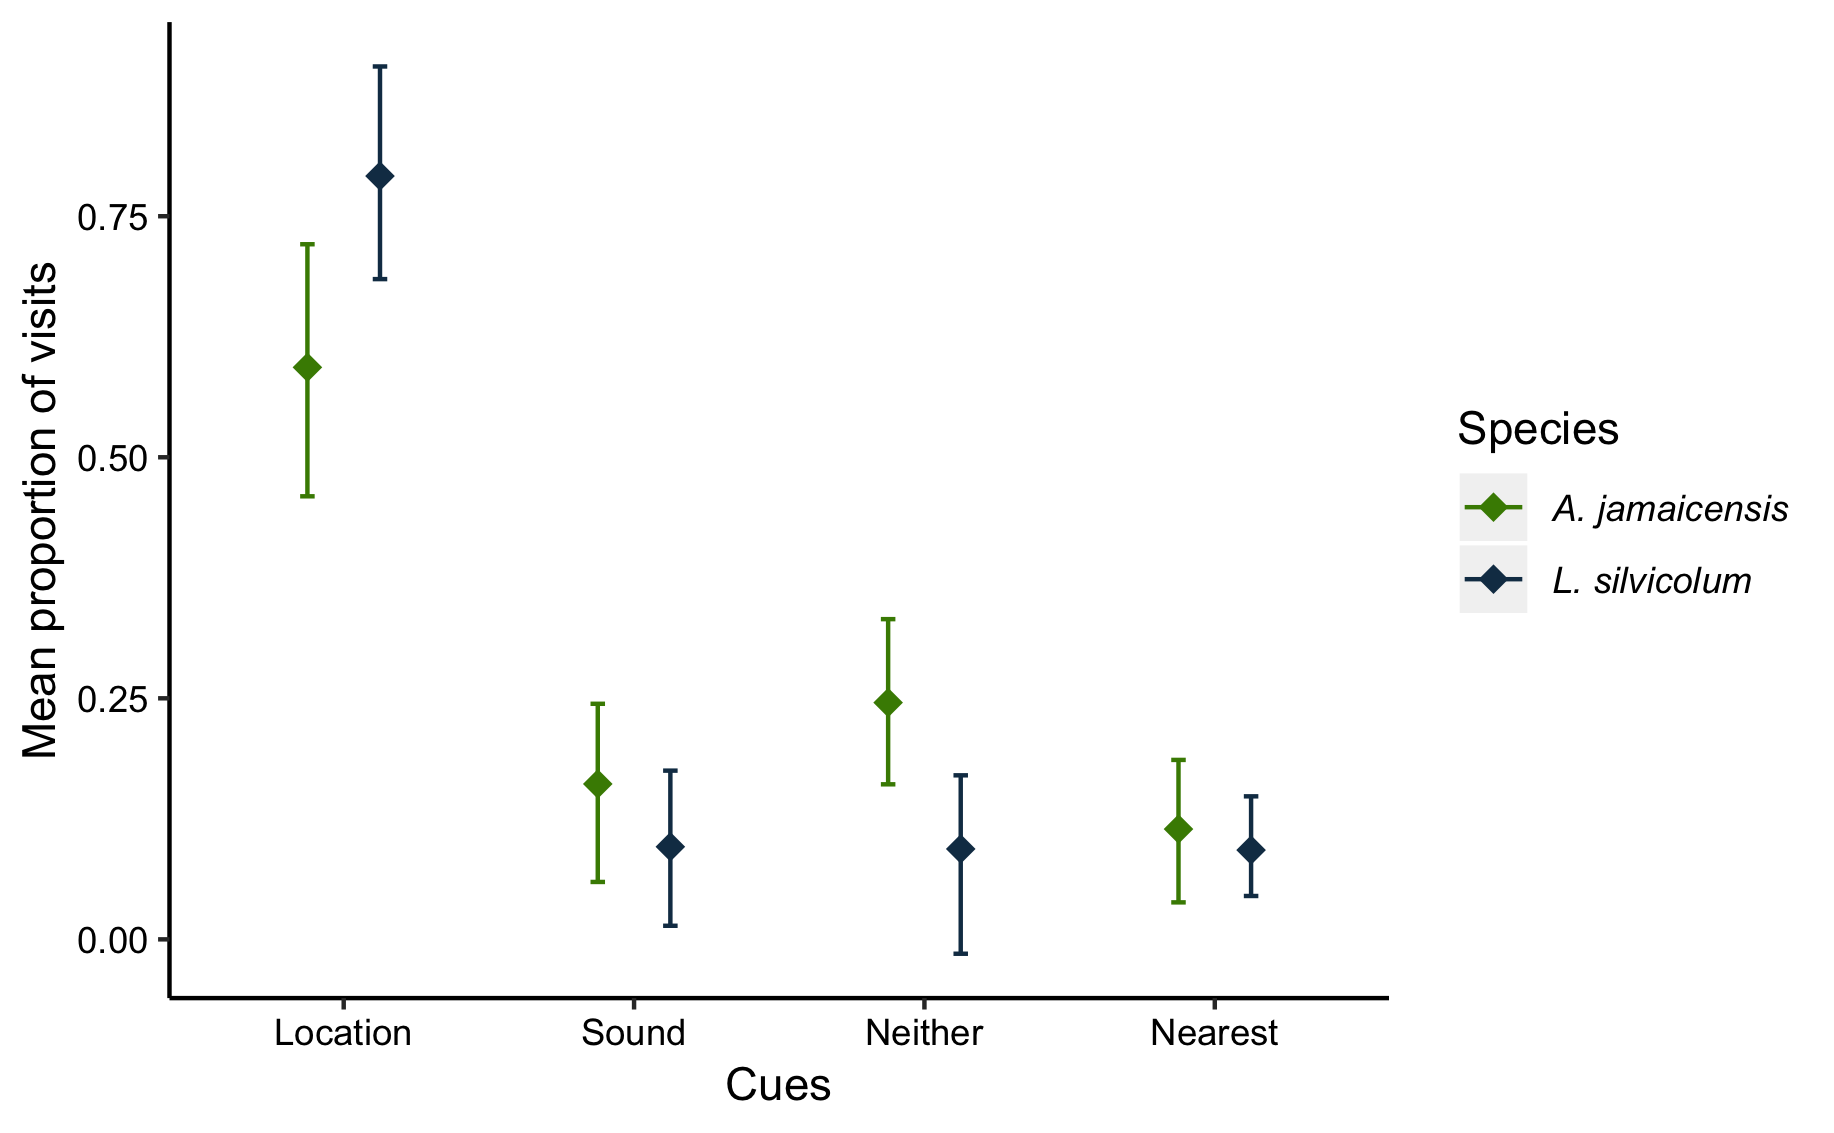 Mean proportion of visits
0.75
0.50
0.25
0.00
Location Sound Neither Nearest
Cues
Species
A. jamaicensis
L. silvicolum